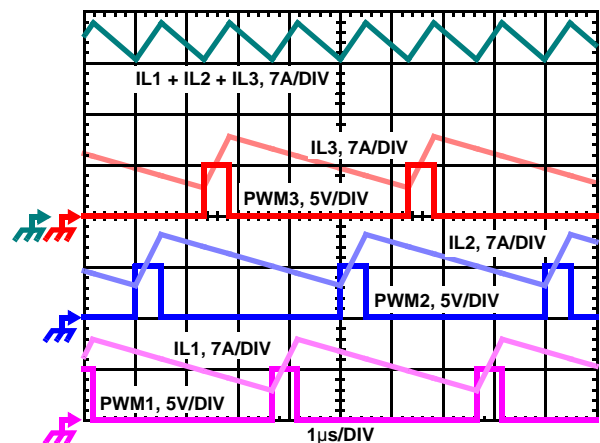 IL1 + IL2 + IL3, 7A/DIV
IL3, 7A/DIV
PWM3, 5V/DIV
IL2, 7A/DIV
PWM2, 5V/DIV
IL1, 7A/DIV
PWM1, 5V/DIV
1µs/DIV